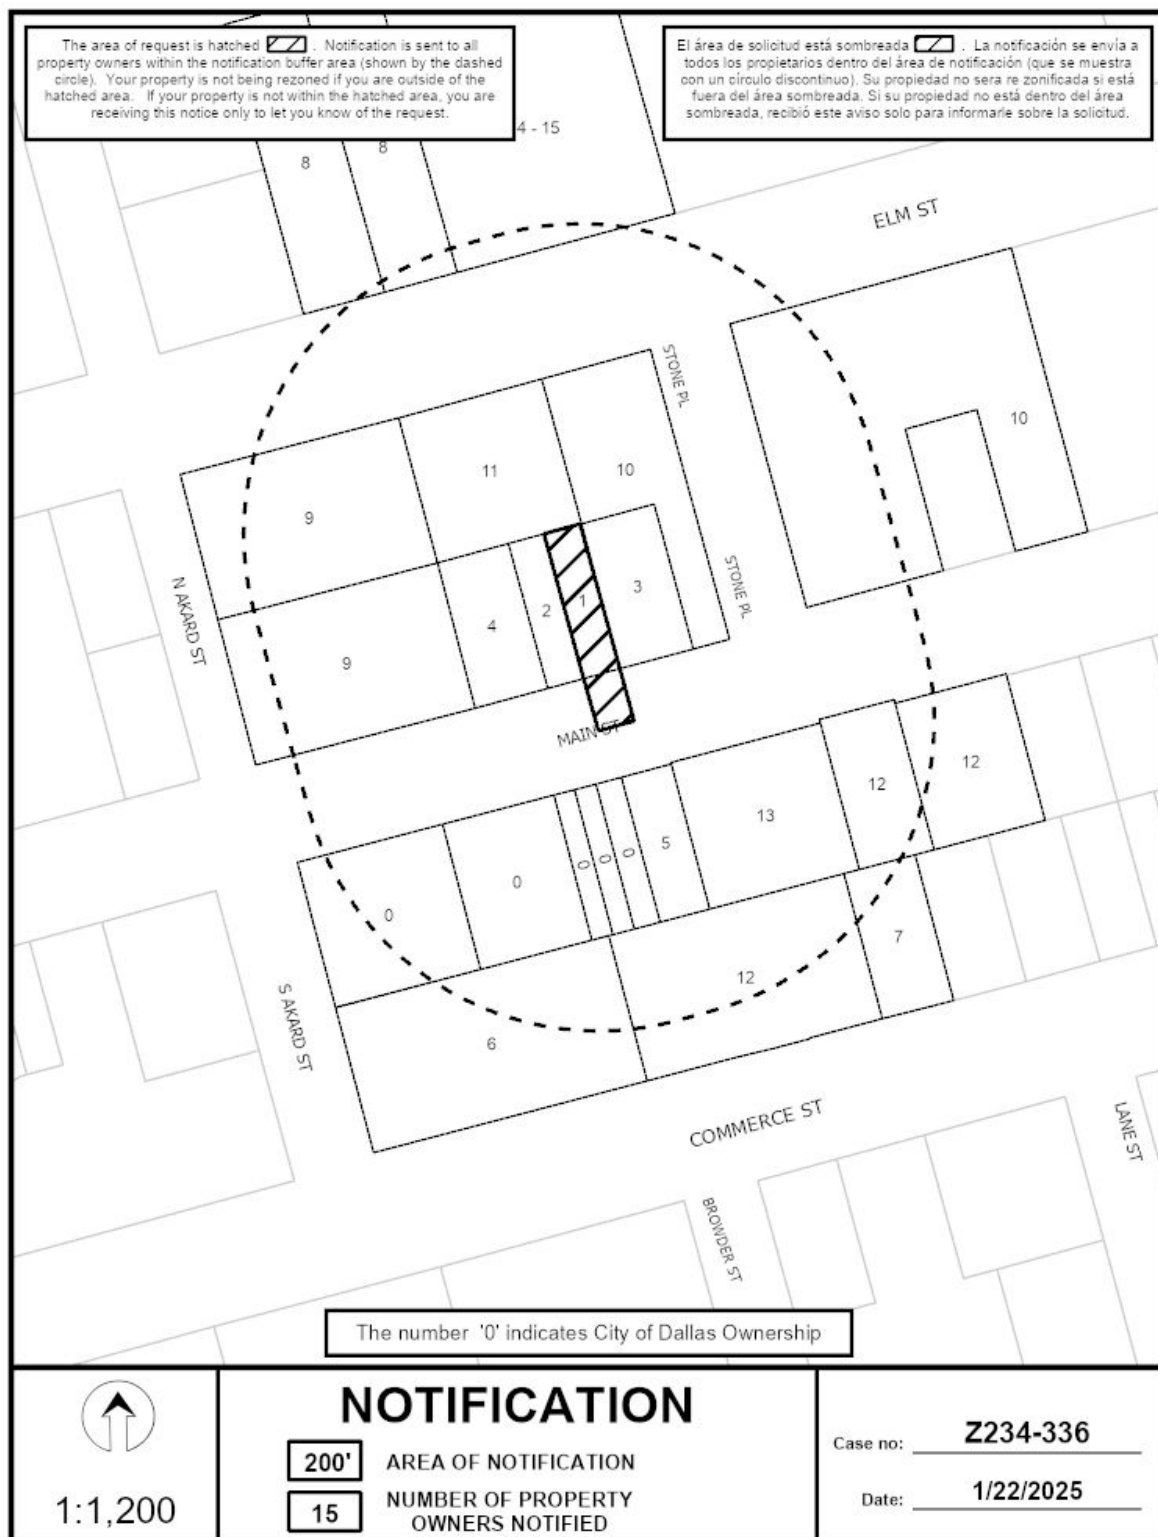 The area of request is hatched . Notification is sent to all
property owners within the notification buffer area (shown by the dashed
circle). Your property is not being rezoned if you are outside of the
hatched area. If your property is not within the hatched area, you are
receiving this notice only to let you know of the request.
El área de solicitud está sombreada . La notificación se envía a
todos los propietarios dentro del área de notificación (que se muestra
con un círculo discontinuo). Su propiedad no sera re zonificada si está
fuera del área sombreada. Si su propiedad no está dentro del área
sombreada, recibió este aviso solo para informarle sobre la solicitud.
4 - 15
8
8
ELM ST
STONE PL
10
11
10
9
STONE PL
N AKARD ST
3
1
2
4
9
MAIN ST
12
12
13
5
0
0
0
0
0
7
12
S AKARD ST
6
COMMERCE ST
LANE ST
BROWDER ST
The number '0' indicates City of Dallas Ownership
NOTIFICATION
200' AREA OF NOTIFICATION
15 NUMBER OF PROPERTY
OWNERS NOTIFIED
1:1,200
Case no: Z234-336
Date: 1/22/2025